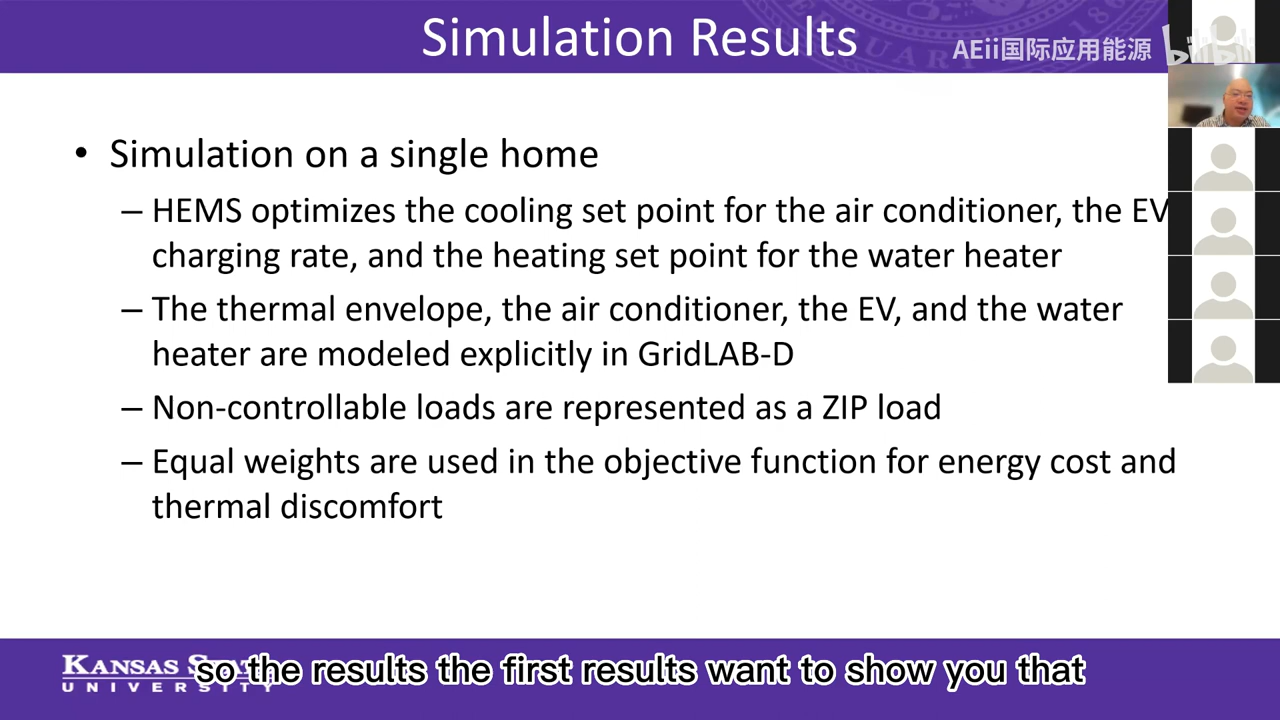 Simulation Results
AEii国际应用能源
bilibili
• Simulation on a single home
– HEMS optimizes the cooling set point for the air conditioner, the EV
charging rate, and the heating set point for the water heater
– The thermal envelope, the air conditioner, the EV, and the water
heater are modeled explicitly in GridLAB-D
– Non-controllable loads are represented as a ZIP load
– Equal weights are used in the objective function for energy cost and
thermal discomfort
KANSAS STATE
UNIVERSITY
so the results the first results want to show you that